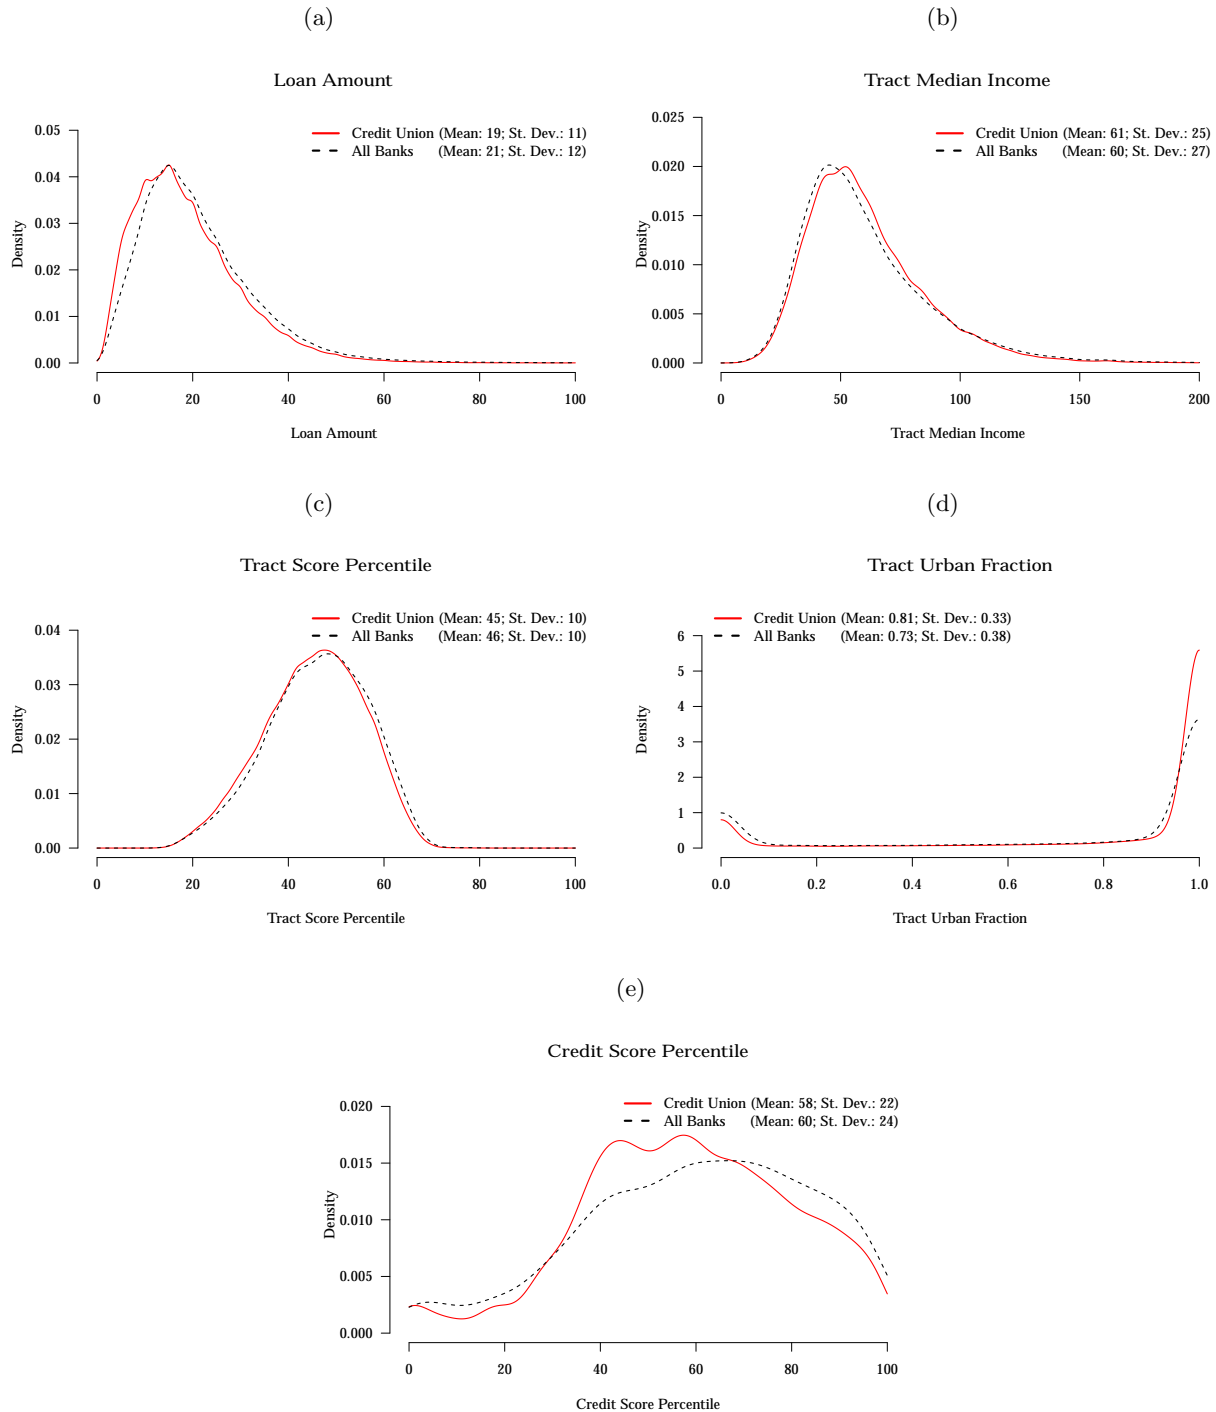 (a)
Loan Amount
Credit Union (Mean: 19; St. Dev.: 11)
All Banks (Mean: 21; St. Dev.: 12)
0.05
0.04
0.03
0.02
0.01
0.00
Density
0 20 40 60 80 100
Loan Amount
(b)
Tract Median Income
Credit Union (Mean: 61; St. Dev.: 25)
All Banks (Mean: 60; St. Dev.: 27)
0.025
0.020
0.015
0.010
0.005
0.000
Density
0 50 100 150 200
Tract Median Income
(c)
Tract Score Percentile
Credit Union (Mean: 45; St. Dev.: 10)
All Banks (Mean: 46; St. Dev.: 10)
0.04
0.03
0.02
0.01
0.00
Density
0 20 40 60 80 100
Tract Score Percentile
(d)
Tract Urban Fraction
Credit Union (Mean: 0.81; St. Dev.: 0.33)
All Banks (Mean: 0.73; St. Dev.: 0.38)
6
5
4
3
2
1
0
Density
0.0 0.2 0.4 0.6 0.8 1.0
Tract Urban Fraction
(e)
Credit Score Percentile
Credit Union (Mean: 58; St. Dev.: 22)
All Banks (Mean: 60; St. Dev.: 24)
0.020
0.015
0.010
0.005
0.000
Density
0 20 40 60 80 100
Credit Score Percentile